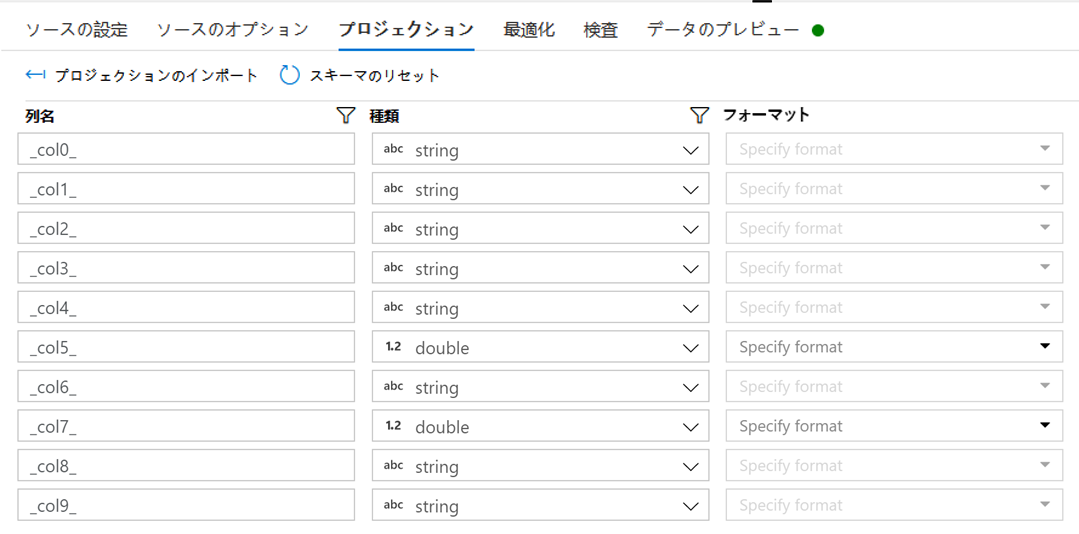 ソースの設定 ソースのオプション プロジェクション 最適化 検査 データのプレビュー
プロジェクションのインポート スキーマのリセット
列名 種類 フォーマット
_col0_ abc string Specify format
_col1_ abc string Specify format
_col2_ abc string Specify format
_col3_ abc string Specify format
_col4_ abc string Specify format
_col5_ 1.2 double Specify format
_col6_ abc string Specify format
_col7_ 1.2 double Specify format
_col8_ abc string Specify format
_col9_ abc string Specify format